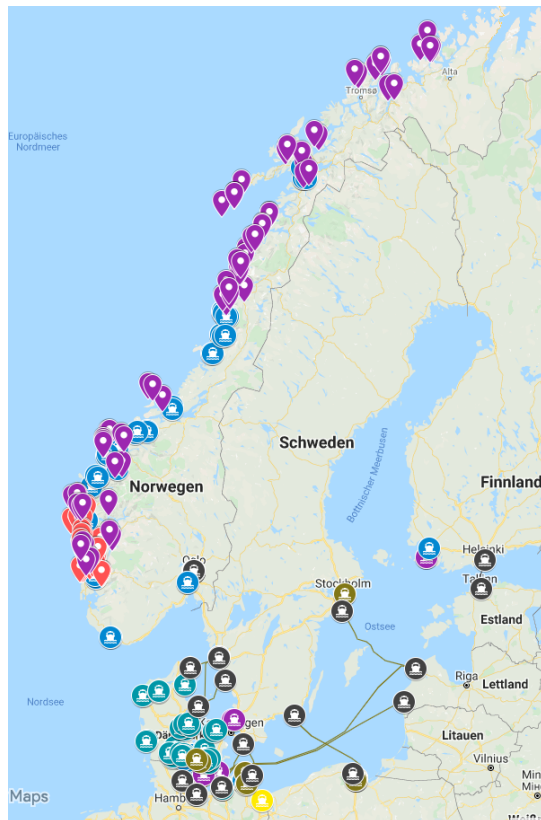 Alta
Tromsø
Europäisches
Nordmeer
Schweden
Bottnischer Meerbusen
Norwegen
Finnland
Oslo
Helsinki
Tallinn
Stockholm
Estland
Ostsee
Riga
Lettland
Nordsee
Litauen
Vilnius
Maps
Hamb